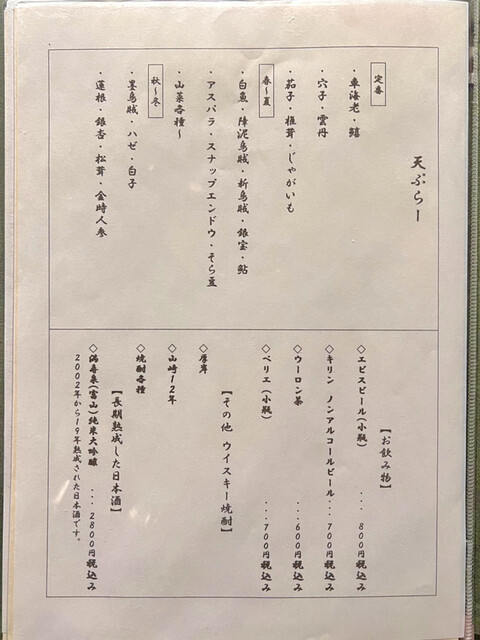 天ぷらー
定番
・車海老・鱚
・穴子・雲丹
・茄子・椎茸・じゃがいも
春〜夏
・白魚・障泥烏賊・新烏賊・銀宝・鮎
・アスパラ・スナップエンドウ・そら豆
・山菜各種〜
秋〜冬
・墨烏賊・ハゼ・白子
・蓮根・銀杏・松茸・金時人参
【お飲み物】
◇エビスビール(小瓶) ... 800円税込み
◇キリン ノンアルコールビール...700円税込み
◇ウーロン茶 ...600円税込み
◇ペリエ(小瓶) ...700円税込み
【その他 ウイスキー焼酎】
◇厚岸
◇山崎12年
◇焼酎各種
【長期熟成した日本酒】
◇満寿泉(富山)純米大吟醸 ... 2800円税込み
2002年から19年熟成された日本酒です。